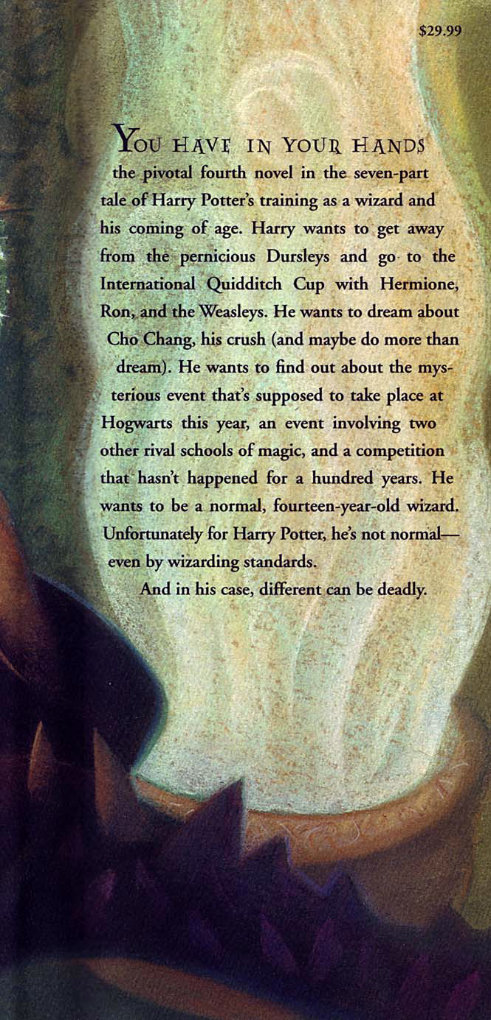 $29.99
YOU HAVE IN YOUR HANDS
the pivotal fourth novel in the seven-part
tale of Harry Potter's training as a wizard and
his coming of age. Harry wants to get away
from the pernicious Dursleys and go to the
International Quidditch Cup with Hermione,
Ron, and the Weasleys. He wants to dream about
Cho Chang, his crush (and maybe do more than
dream). He wants to find out about the mys-
terious event that's supposed to take place at
Hogwarts this year, an event involving two
other rival schools of magic, and a competition
that hasn't happened for a hundred years. He
wants to be a normal, fourteen-year-old wizard.
Unfortunately for Harry Potter, he's not normal—
even by wizarding standards.
And in his case, different can be deadly.